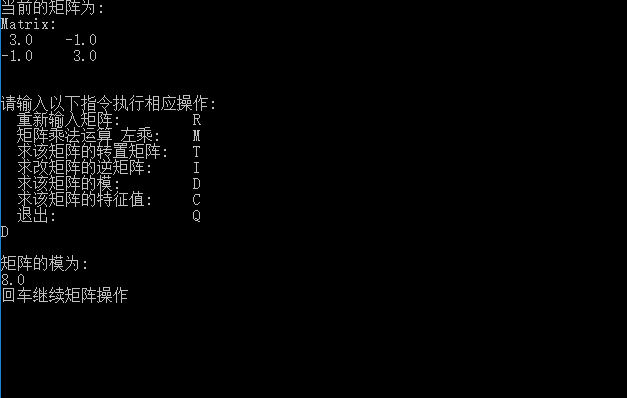 当前的矩阵为:
Matrix:
3.0 -1.0
-1.0 3.0
请输入以下指令执行相应操作:
重新输入矩阵: R
矩阵乘法运算_左乘: M
求该矩阵的转置矩阵: T
求改矩阵的逆矩阵: I
求该矩阵的模: D
求该矩阵的特征值: C
退出: Q
D
矩阵的模为:
8.0
回车继续矩阵操作